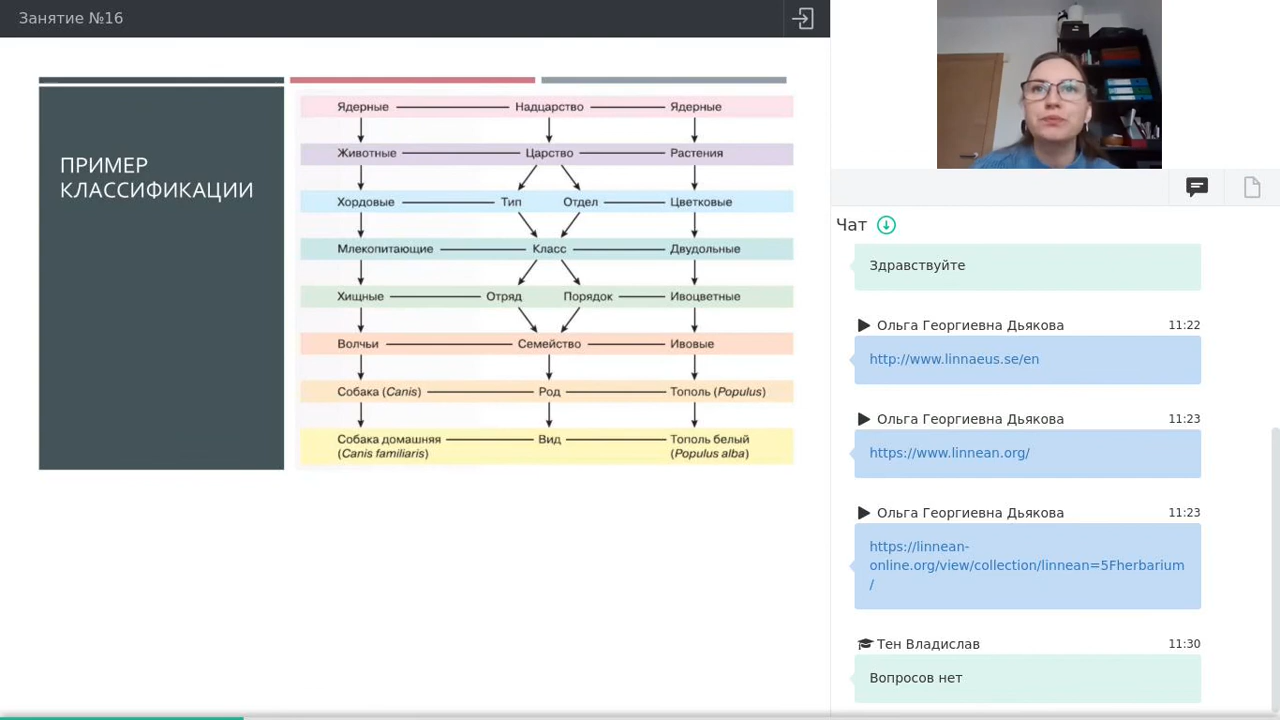 Занятие №16
ПРИМЕР
КЛАССИФИКАЦИИ
Ядерные Надцарство Ядерные
Животные Царство Растения
Хордовые Тип Отдел Цветковые
Млекопитающие Класс Двудольные
Хищные Отряд Порядок Ивоцветные
Волчьи Семейство Ивовые
Собака (Canis) Род Тополь (Populus)
Собака домашняя Вид Тополь белый
(Canis familiaris) (Populus alba)
Чат
Здравствуйте
Ольга Георгиевна Дьякова 11:22
http://www.linnaeus.se/en
Ольга Георгиевна Дьякова 11:23
https://www.linnean.org/
Ольга Георгиевна Дьякова 11:23
https://linnean-
online.org/view/collection/linnean=5Fherbarium
/
Тен Владислав 11:30
Вопросов нет